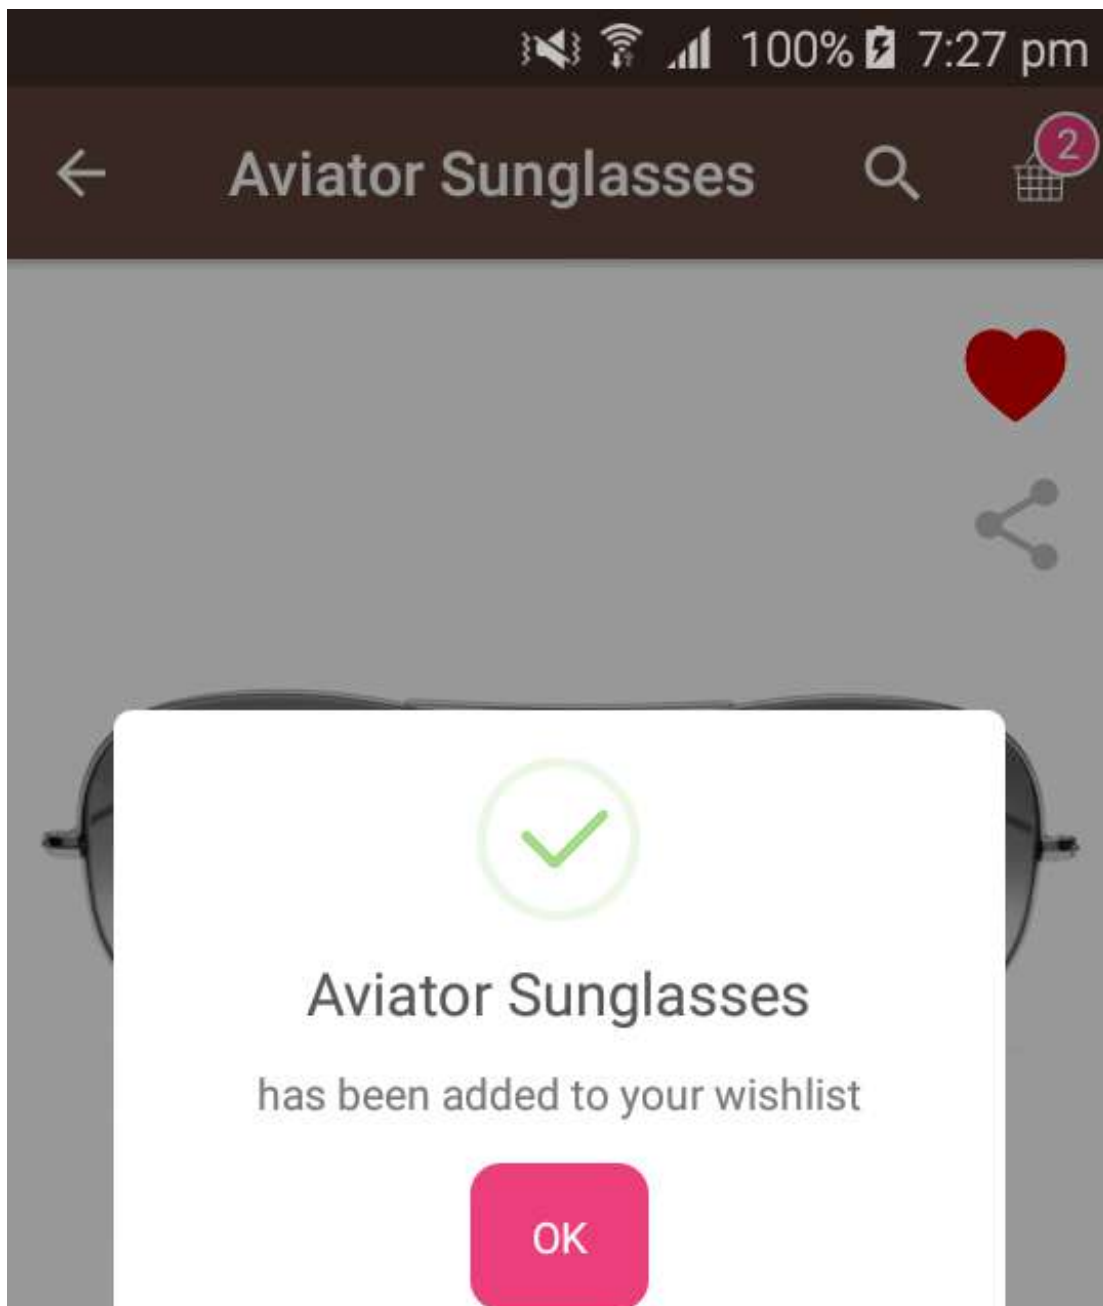 100% 7:27 pm
Aviator Sunglasses 2
Aviator Sunglasses
has been added to your wishlist
OK